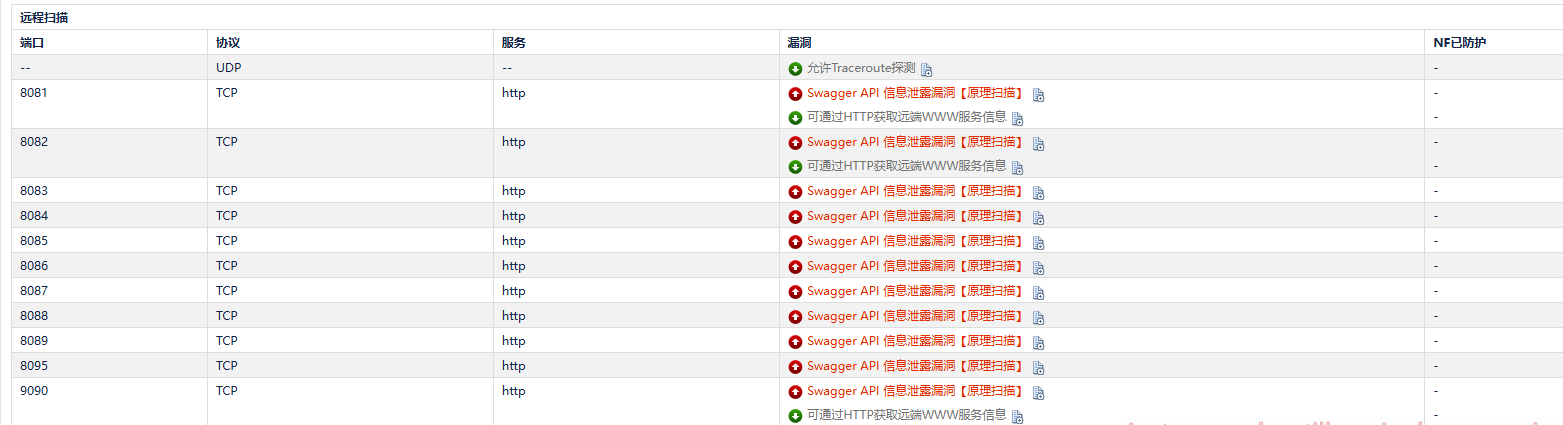 远程扫描
端口 协议 服务 漏洞 NF已防护
-- UDP -- 允许Traceroute探测 -
8081 TCP http Swagger API 信息泄露漏洞【原理扫描】 -
可通过HTTP获取远端WWW服务信息 -
8082 TCP http Swagger API 信息泄露漏洞【原理扫描】 -
可通过HTTP获取远端WWW服务信息 -
8083 TCP http Swagger API 信息泄露漏洞【原理扫描】 -
8084 TCP http Swagger API 信息泄露漏洞【原理扫描】 -
8085 TCP http Swagger API 信息泄露漏洞【原理扫描】 -
8086 TCP http Swagger API 信息泄露漏洞【原理扫描】 -
8087 TCP http Swagger API 信息泄露漏洞【原理扫描】 -
8088 TCP http Swagger API 信息泄露漏洞【原理扫描】 -
8089 TCP http Swagger API 信息泄露漏洞【原理扫描】 -
8095 TCP http Swagger API 信息泄露漏洞【原理扫描】 -
9090 TCP http Swagger API 信息泄露漏洞【原理扫描】 -
可通过HTTP获取远端WWW服务信息 -